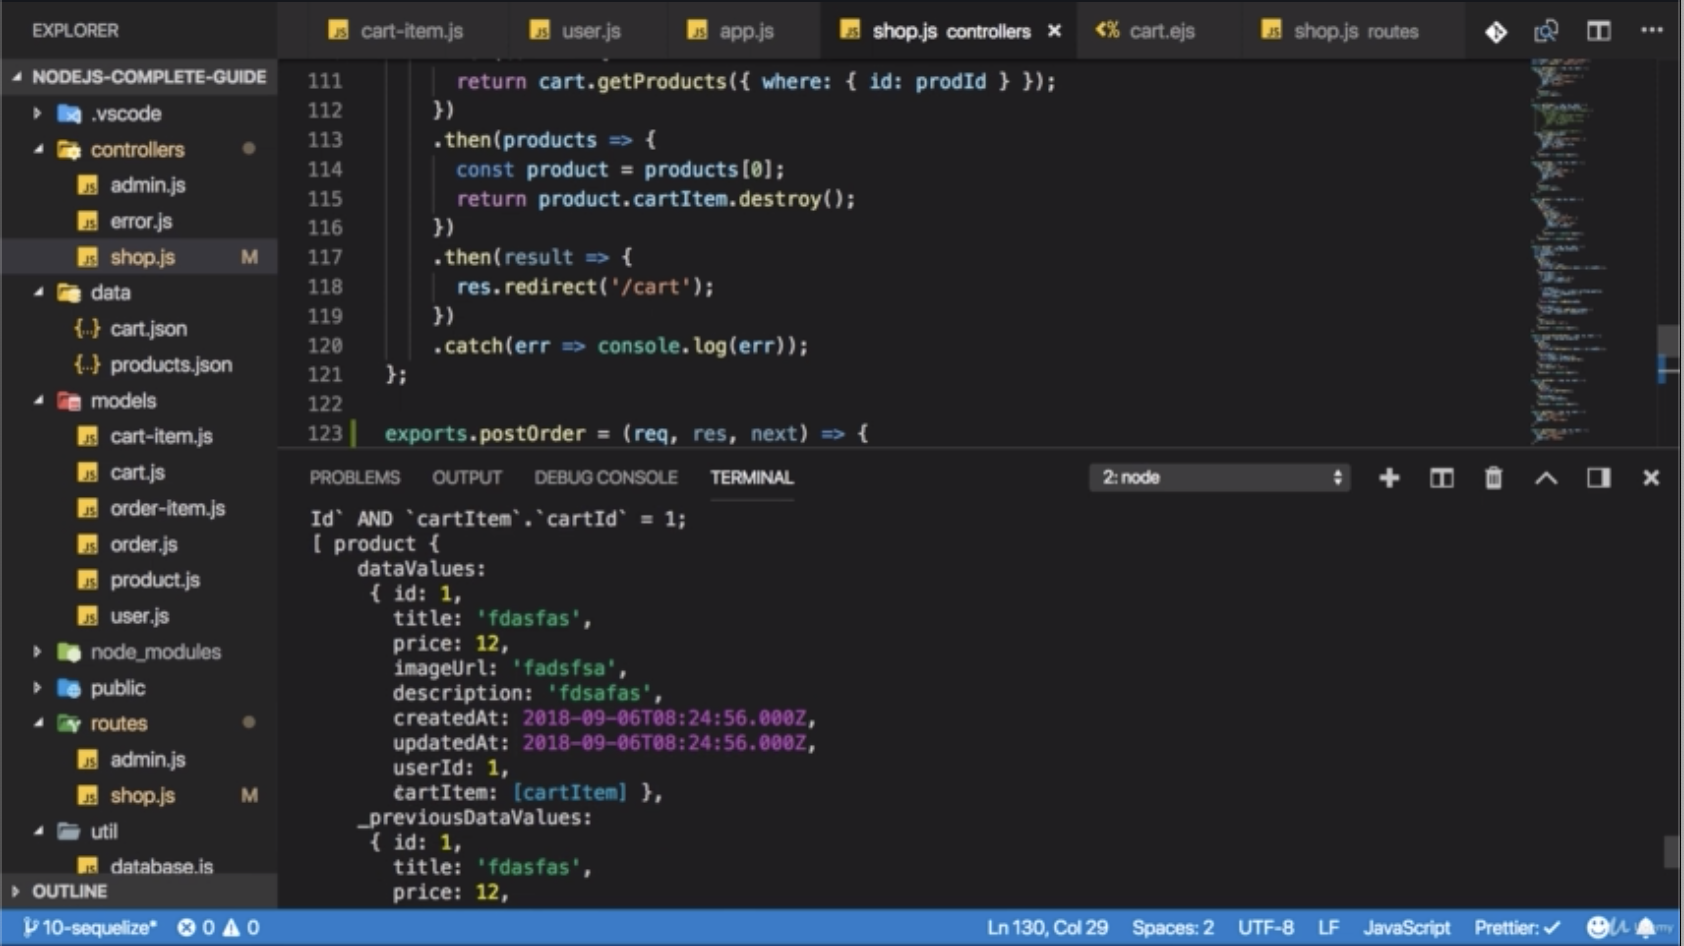 EXPLORER
cart-item.js
user.js
app.js
shop.js controllers
cart.ejs
shop.js routes
NODEJS-COMPLETE-GUIDE
.vscode
controllers
admin.js
error.js
shop.js M
data
cart.json
products.json
models
cart-item.js
cart.js
order-item.js
order.js
product.js
user.js
node_modules
public
routes
admin.js
shop.js M
util
database.js
OUTLINE
111 return cart.getProducts({ where: { id: prodId } });
112 })
113 .then(products => {
114 const product = products[0];
115 return product.cartItem.destroy();
116 })
117 .then(result => {
118 res.redirect('/cart');
119 })
120 .catch(err => console.log(err));
121 };
122
123 exports.postOrder = (req, res, next) => {
PROBLEMS OUTPUT DEBUG CONSOLE TERMINAL
2: node
Id` AND `cartItem`.`cartId` = 1;
[ product {
dataValues:
{ id: 1,
title: 'fdasfas',
price: 12,
imageUrl: 'fadsfsa',
description: 'fdsafas',
createdAt: 2018-09-06T08:24:56.000Z,
updatedAt: 2018-09-06T08:24:56.000Z,
userId: 1,
cartItem: [cartItem] },
_previousDataValues:
{ id: 1,
title: 'fdasfas',
price: 12,
10-sequelize* 0 0
Ln 130, Col 29 Spaces: 2 UTF-8 LF JavaScript Prettier: ✓